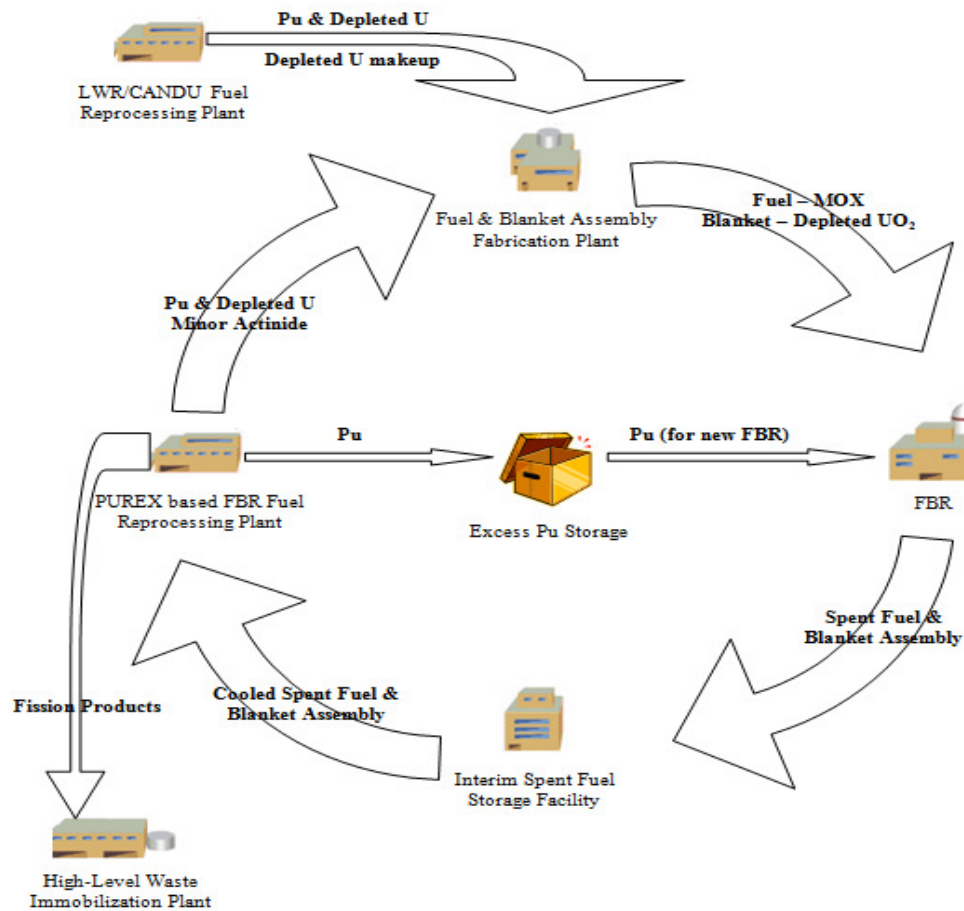 Pu & Depleted U
Depleted U makeup
LWR/CANDU Fuel
Reprocessing Plant
Fuel & Blanket Assembly
Fabrication Plant
Fuel – MOX
Blanket – Depleted UO₂
Pu & Depleted U
Minor Actinide
Pu
Pu (for new FBR)
PUREX based FBR Fuel
Reprocessing Plant
Excess Pu Storage
FBR
Spent Fuel &
Blanket Assembly
Cooled Spent Fuel &
Blanket Assembly
Fission Products
Interim Spent Fuel
Storage Facility
High-Level Waste
Immobilization Plant